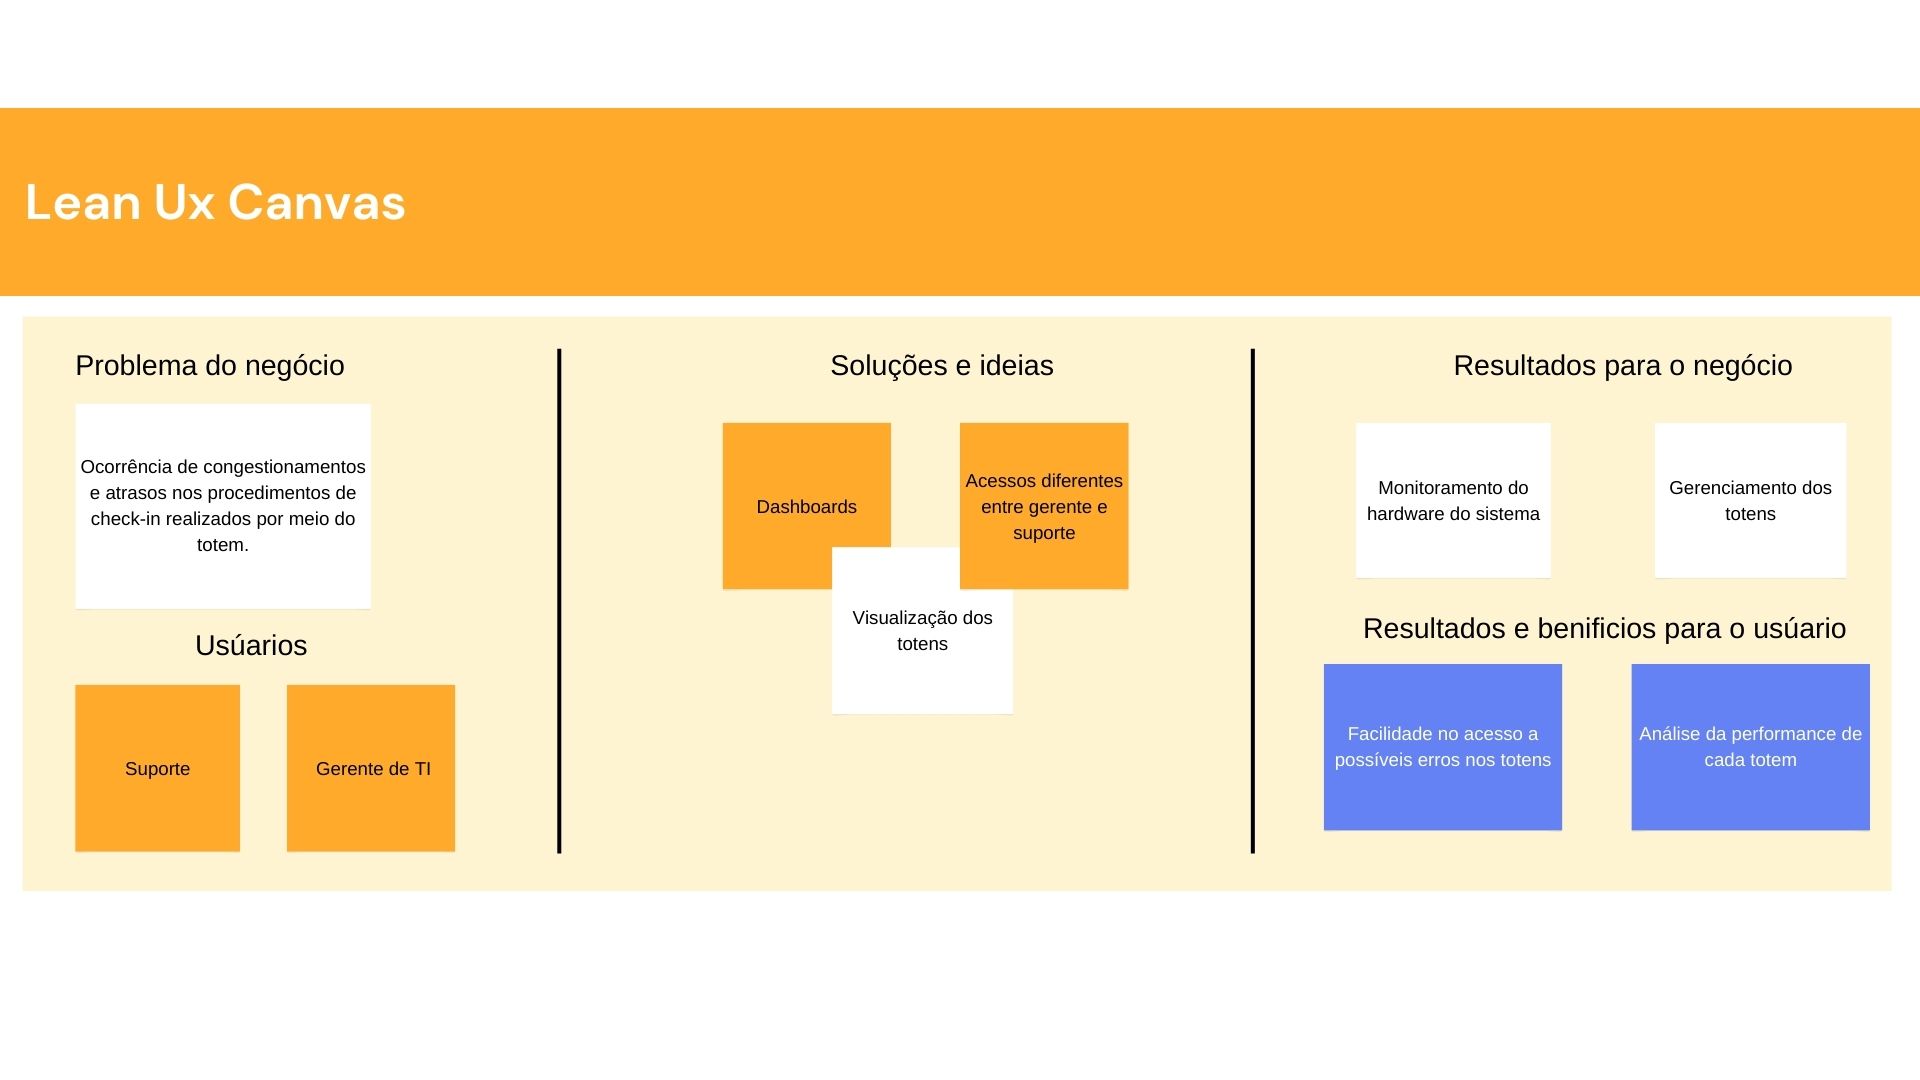 Lean Ux Canvas
Problema do negócio
Ocorrência de congestionamentos
e atrasos nos procedimentos de
check-in realizados por meio do
totem.
Usúarios
Suporte
Gerente de TI
Soluções e ideias
Dashboards
Acessos diferentes
entre gerente e
suporte
Visualização dos
totens
Resultados para o negócio
Monitoramento do
hardware do sistema
Gerenciamento dos
totens
Resultados e benificios para o usúario
Facilidade no acesso a
possíveis erros nos totens
Análise da performance de
cada totem